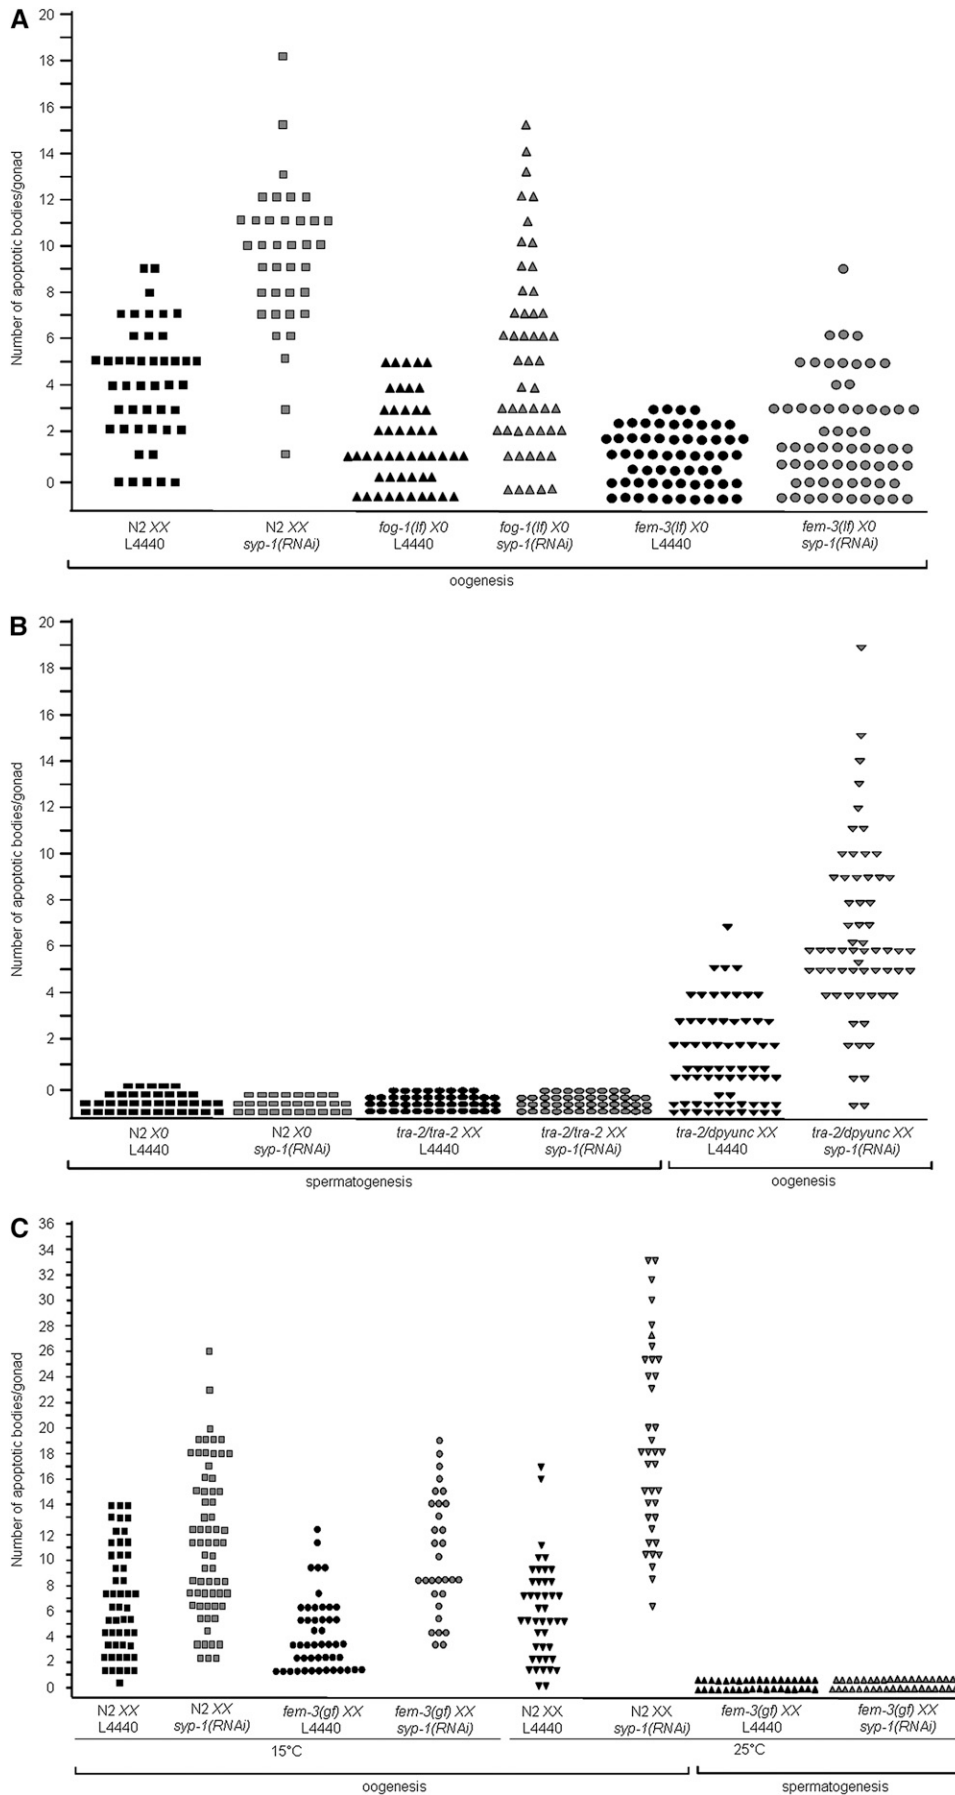 A
20
18
16
14
12
10
8
6
4
2
0
Number of apoptotic bodies/gonad
N2 XX
L4440
N2 XX
syp-1(RNAi)
fog-1(lf) X0
L4440
fog-1(lf) X0
syp-1(RNAi)
fem-3(lf) X0
L4440
fem-3(lf) X0
syp-1(RNAi)
oogenesis
B
20
18
16
14
12
10
8
6
4
2
0
Number of apoptotic bodies/gonad
N2 X0
L4440
N2 X0
syp-1(RNAi)
tra-2/tra-2 XX
L4440
tra-2/tra-2 XX
syp-1(RNAi)
tra-2/dpyunc XX
L4440
tra-2/dpyunc XX
syp-1(RNAi)
spermatogenesis
oogenesis
C
36
34
32
30
28
26
24
22
20
18
16
14
12
10
8
6
4
2
0
Number of apoptotic bodies/gonad
N2 XX
L4440
N2 XX
syp-1(RNAi)
fem-3(gf) XX
L4440
fem-3(gf) XX
syp-1(RNAi)
N2 XX
L4440
N2 XX
syp-1(RNAi)
fem-3(gf) XX
L4440
fem-3(gf) XX
syp-1(RNAi)
15°C
25°C
oogenesis
spermatogenesis